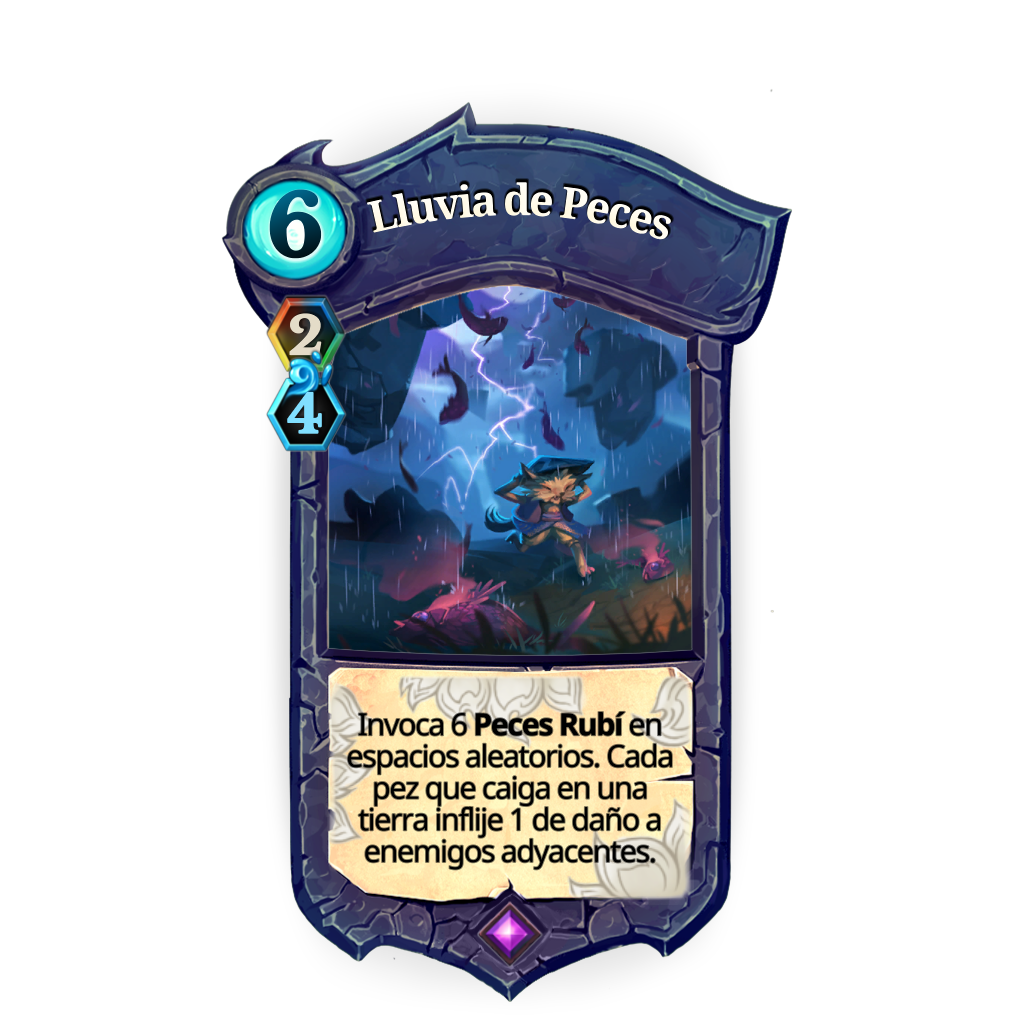 6
Lluvia de Peces
2
4
Invoca 6 Peces Rubí en
espacios aleatorios. Cada
pez que caiga en una
tierra inflije 1 de daño a
enemigos adyacentes.